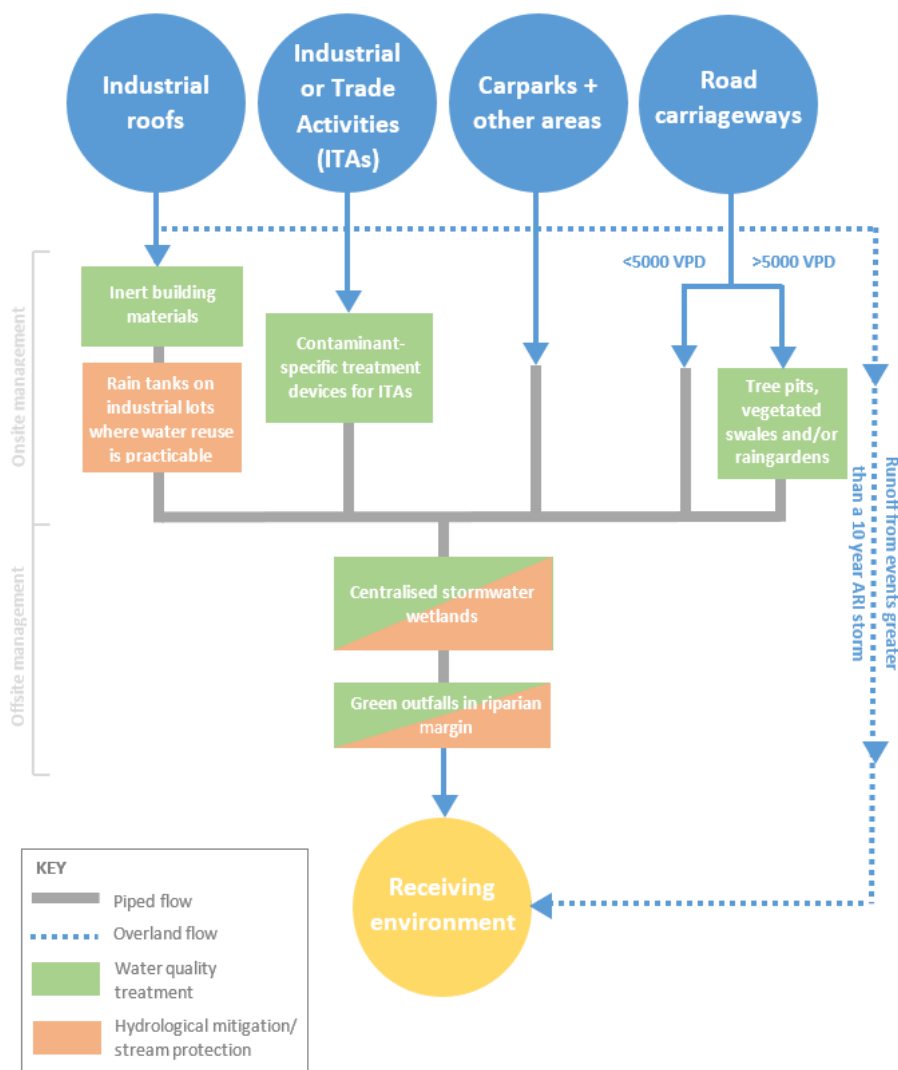 Industrial
roofs
Industrial
or Trade
Activities
(ITAs)
Carparks +
other areas
Road
carriageways
<5000 VPD
>5000 VPD
Onsite management
Inert building
materials
Rain tanks on
industrial lots
where water reuse
is practicable
Contaminant-
specific treatment
devices for ITAs
Tree pits,
vegetated
swales and/or
raingardens
Runoff from events greater
than a 10 year ARI storm
Offsite management
Centralised stormwater
wetlands
Green outfalls in riparian
margin
Receiving
environment
KEY
Piped flow
Overland flow
Water quality
treatment
Hydrological mitigation/
stream protection